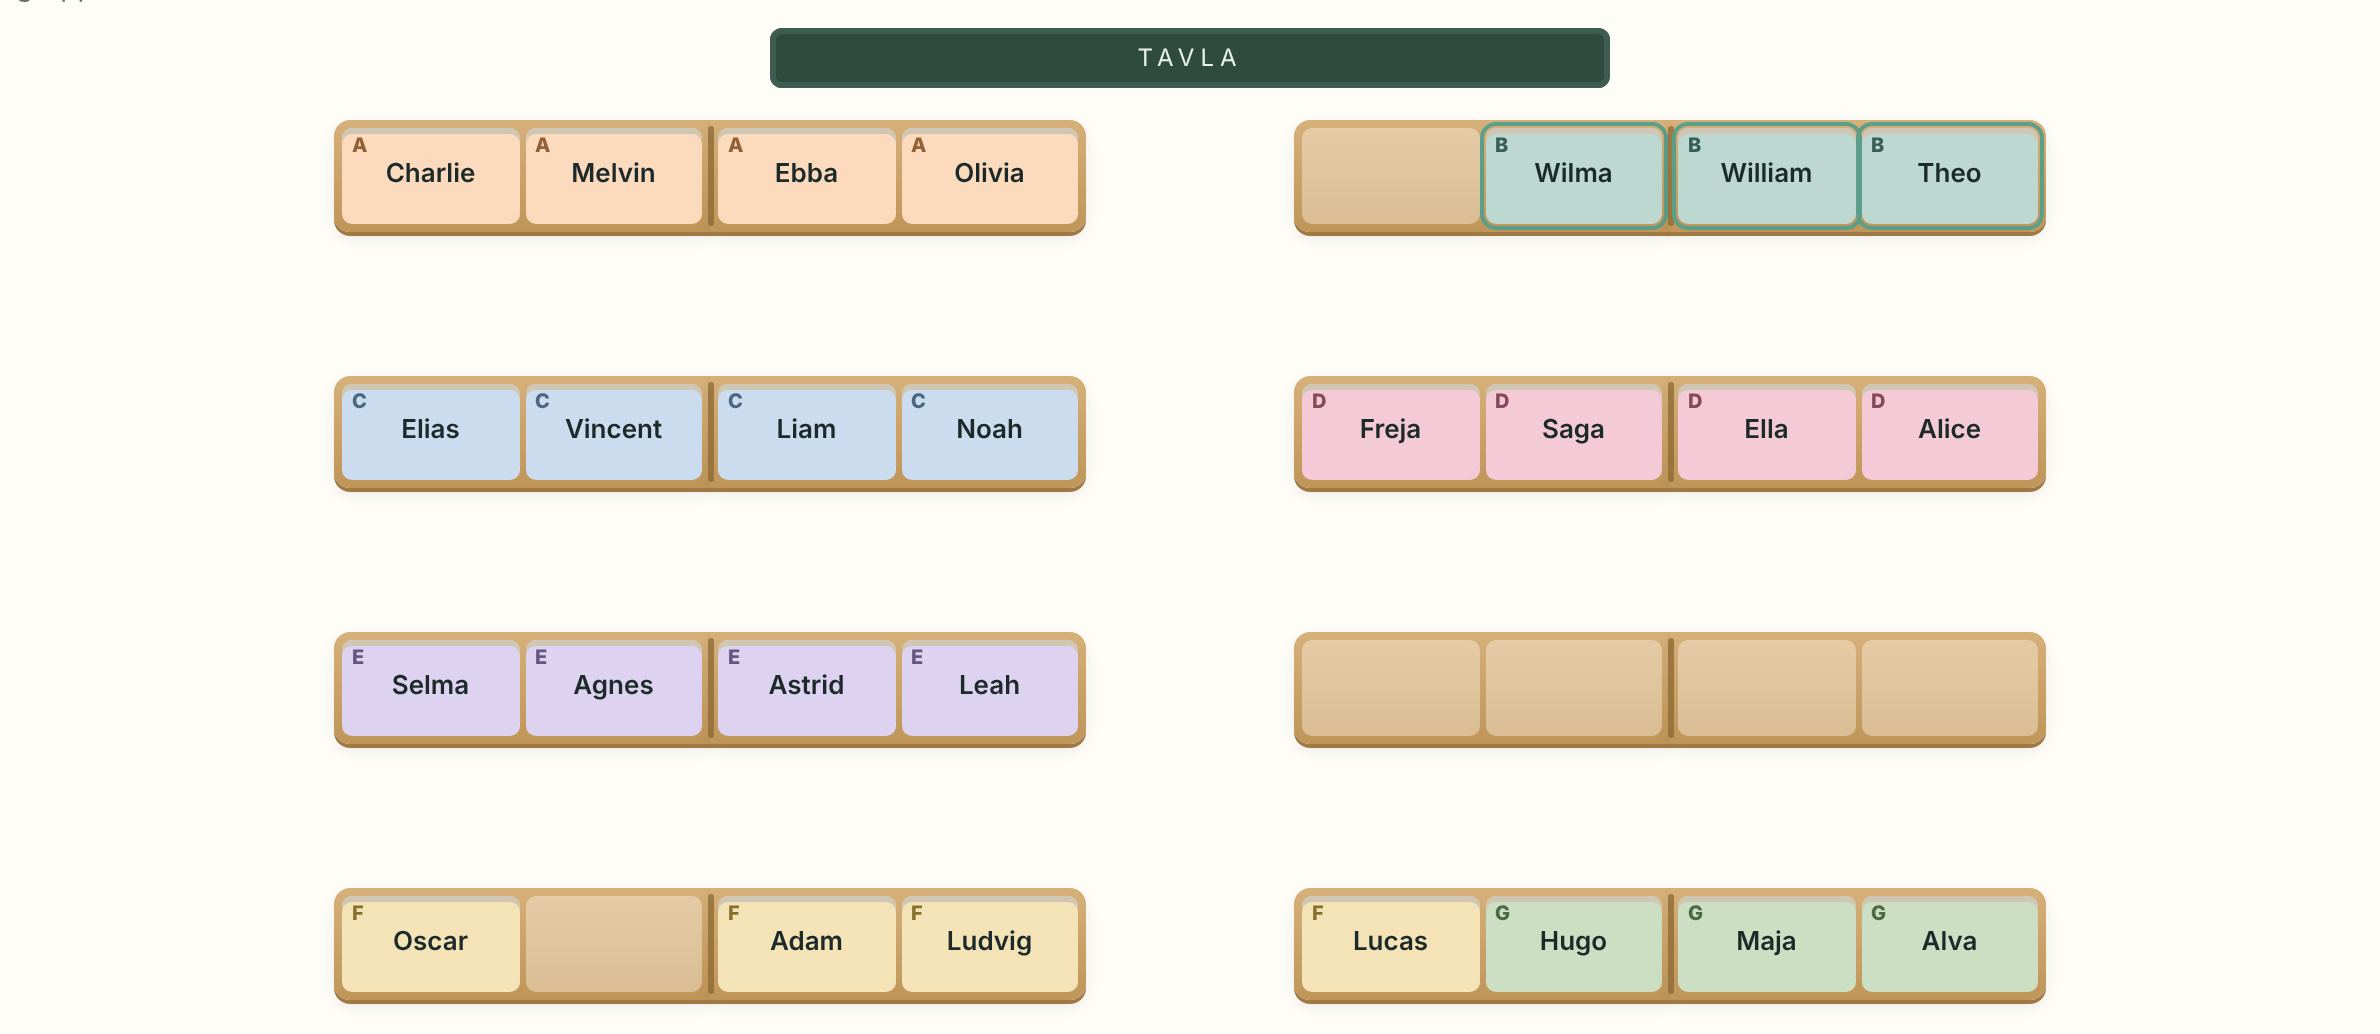 TAVLA
A A A A
Charlie Melvin Ebba Olivia
B B B
Wilma William Theo
C C C C
Elias Vincent Liam Noah
D D D D
Freja Saga Ella Alice
E E E E
Selma Agnes Astrid Leah
F F F
Oscar Adam Ludvig
F G G G
Lucas Hugo Maja Alva